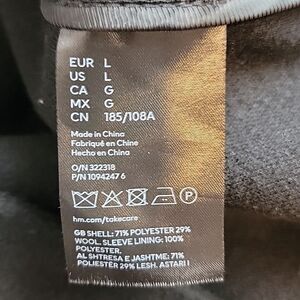 EUR L
US L
CA G
MX G
CN 185/108A
Made in China
Fabriqué en Chine
Hecho en China
O/N 322318
P/N 1094247 6
hm.com/takecare
GB SHELL: 71% POLYESTER 29%
WOOL. SLEEVE LINING: 100%
POLYESTER.
AL SHTRESA E JASHTME: 71%
POLIESTËR 29% LESH. ASTARI I